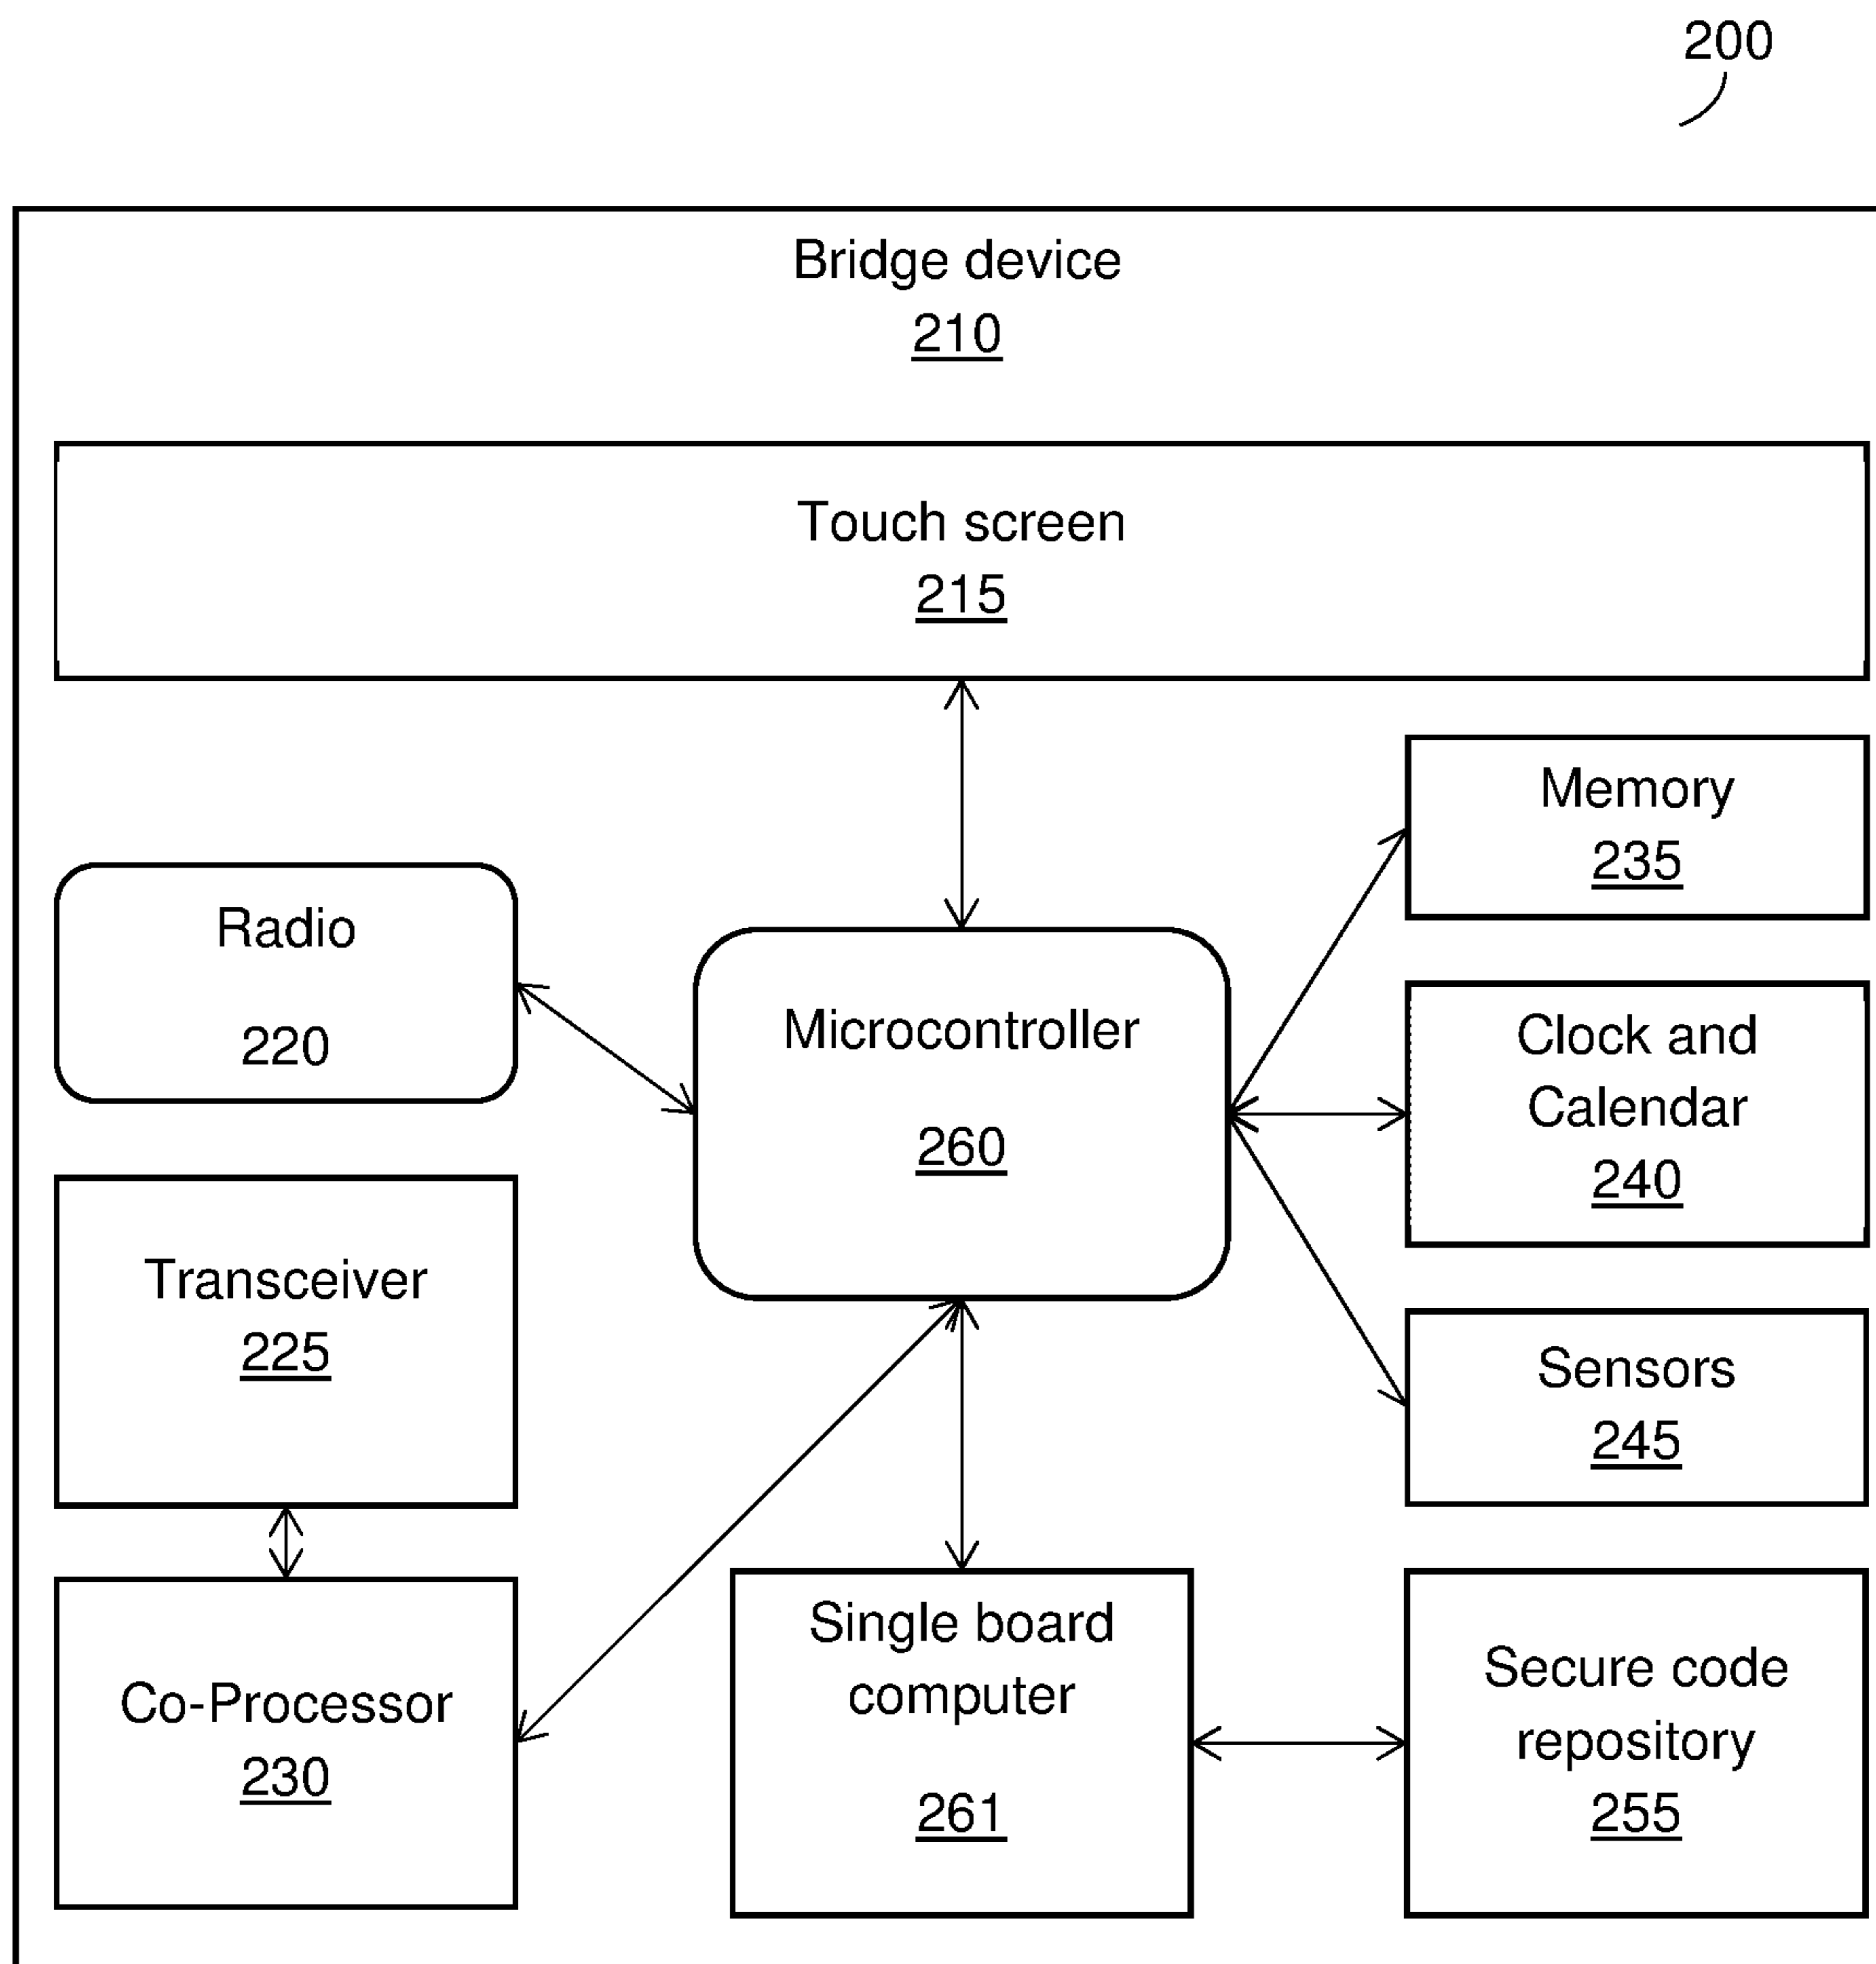 200
Bridge device
210
Touch screen
215
Memory
235
Radio
220
Microcontroller
260
Clock and
Calendar
240
Transceiver
225
Sensors
245
Co-Processor
230
Single board
computer
261
Secure code
repository
255